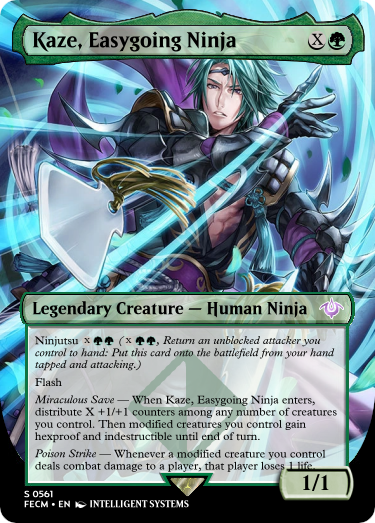 Kaze, Easygoing Ninja X
Legendary Creature — Human Ninja
Ninjutsu X (X , Return an unblocked attacker you
control to hand: Put this card onto the battlefield from your hand
tapped and attacking.)
Flash
Miraculous Save — When Kaze, Easygoing Ninja enters,
distribute X +1/+1 counters among any number of creatures
you control. Then modified creatures you control gain
hexproof and indestructible until end of turn.
Poison Strike — Whenever a modified creature you control
deals combat damage to a player, that player loses 1 life.
1/1
S 0561
FECM • EN INTELLIGENT SYSTEMS